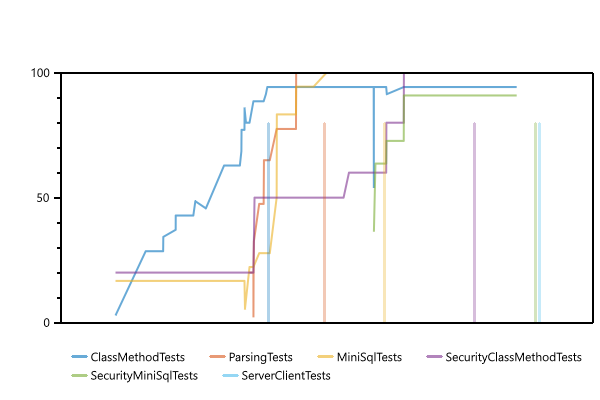 100
50
0
ClassMethodTests ParsingTests MiniSqlTests SecurityClassMethodTests
SecurityMiniSqlTests ServerClientTests